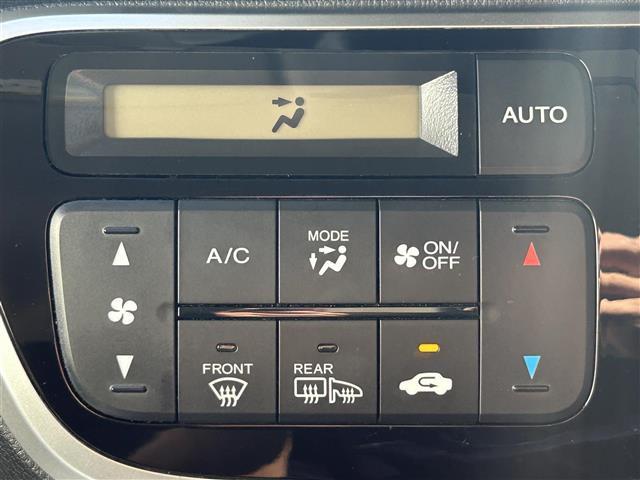 AUTO
A/C
MODE
ON/
OFF
FRONT
REAR